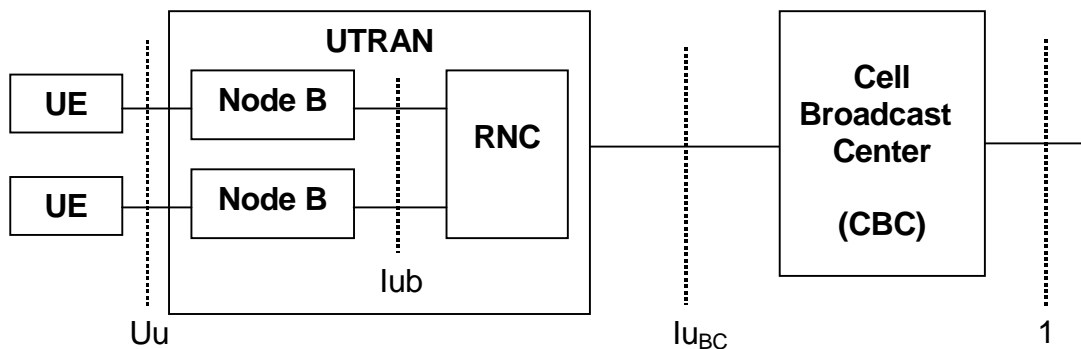 UTRAN
UE
Node B
RNC
UE
Node B
Iub
Cell
Broadcast
Center
(CBC)
Uu
IuBC
1